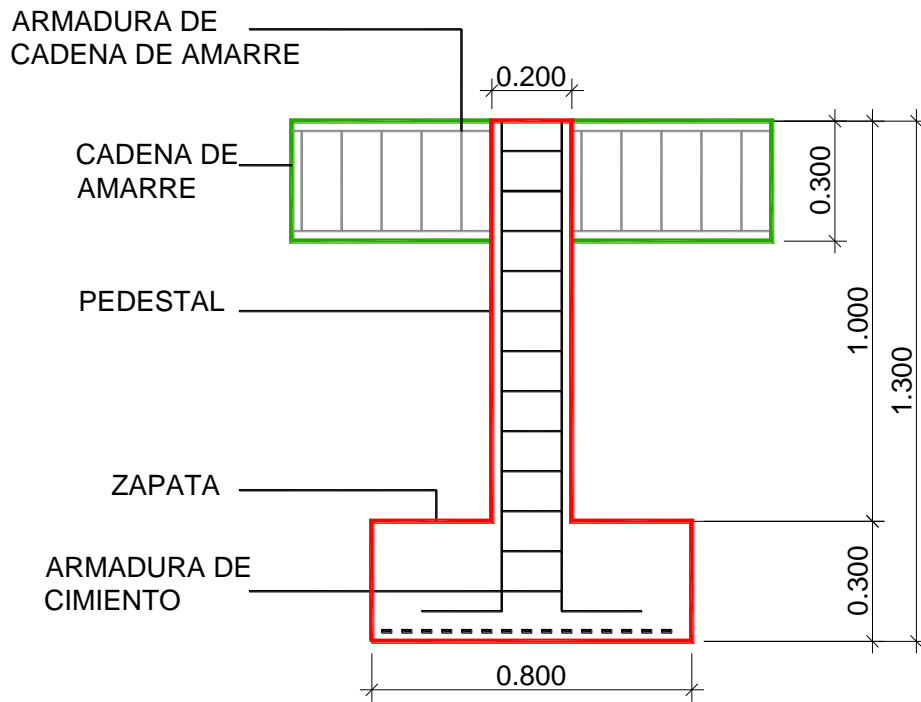 ARMADURA DE
CADENA DE AMARRE
0.200
CADENA DE
AMARRE
0.300
PEDESTAL
1.000
1.300
ZAPATA
ARMADURA DE
CIMIENTO
0.300
0.800